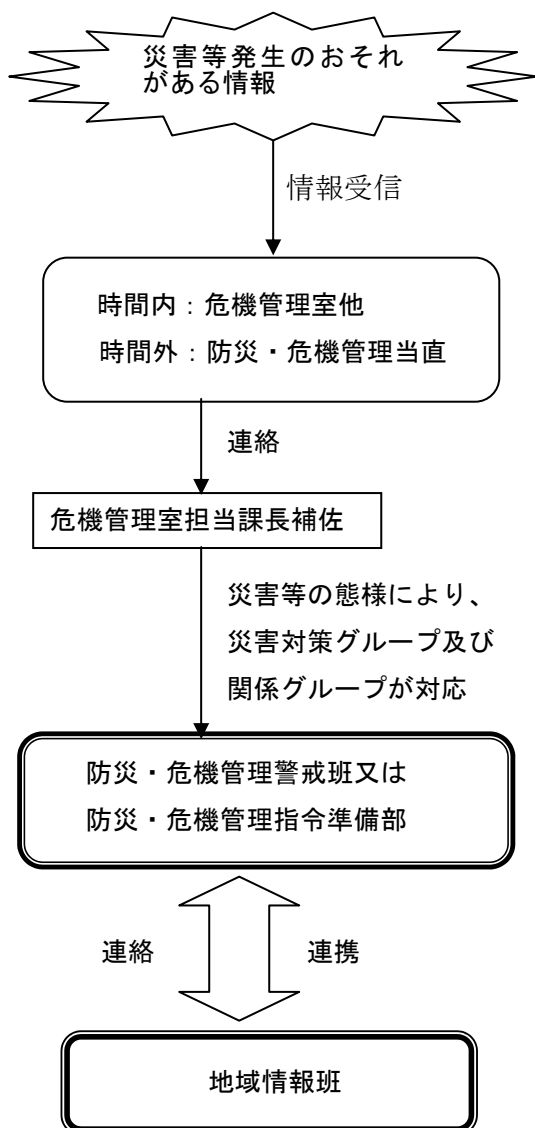 災害等発生のおそれ
がある情報
情報受信
時間内：危機管理室他
時間外：防災・危機管理当直
連絡
危機管理室担当課長補佐
災害等の態様により、
災害対策グループ及び
関係グループが対応
防災・危機管理警戒班又は
防災・危機管理指令準備部
連絡
連携
地域情報班